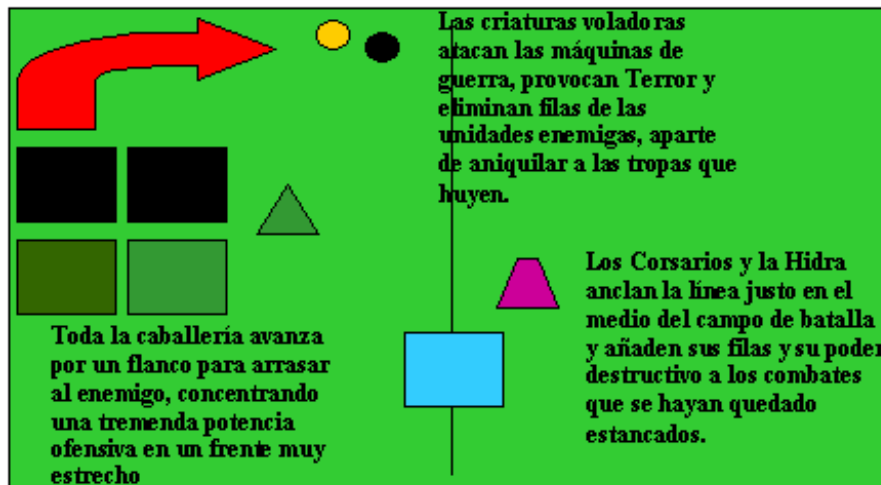 Las criaturas voladoras
atacan las máquinas de
guerra, provocan Terror y
eliminan filas de las
unidades enemigas, aparte
de aniquilar a las tropas que
huyen.
Los Corsarios y la Hidra
anclan la línea justo en el
medio del campo de batalla
y añaden sus filas y su poder
destructivo a los combates
que se hayan quedado
estancados.
Toda la caballería avanza
por un flanco para arrasar
al enemigo, concentrando
una tremenda potencia
ofensiva en un frente muy
estrecho